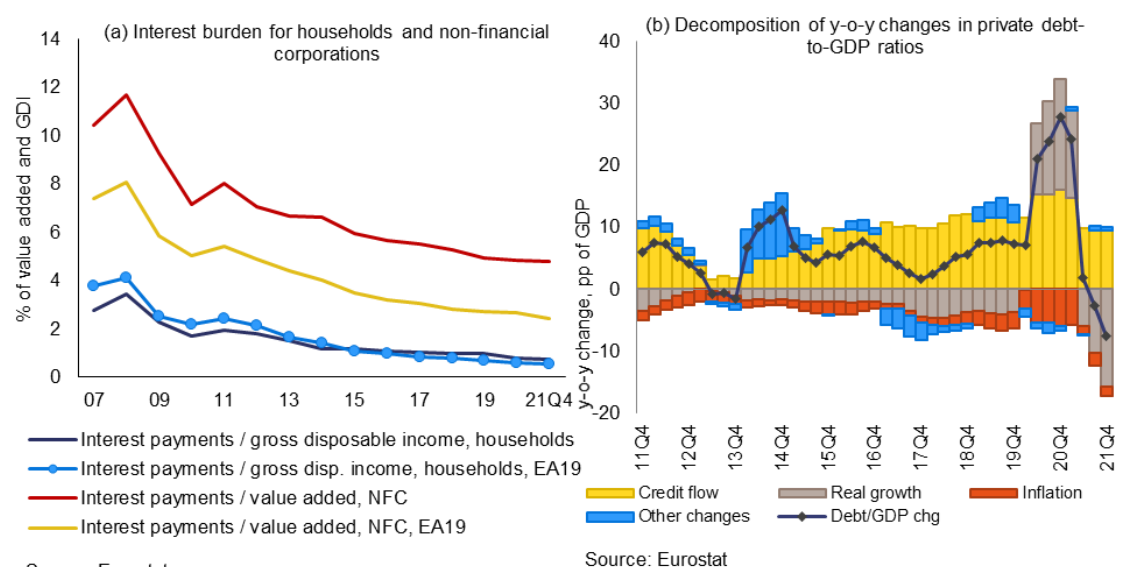 (a) Interest burden for households and non-financial
corporations
% of value added and GDI
14
12
10
8
6
4
2
0
07 09 11 13 15 17 19 21Q4
Interest payments / gross disposable income, households
Interest payments / gross disp. income, households, EA19
Interest payments / value added, NFC
Interest payments / value added, NFC, EA19
(b) Decomposition of y-o-y changes in private debt-
to-GDP ratios
y-o-y change, pp of GDP
40
30
20
10
0
-10
-20
11Q4 12Q4 13Q4 14Q4 15Q4 16Q4 17Q4 18Q4 19Q4 20Q4 21Q4
Credit flow Real growth Inflation
Other changes Debt/GDP chg
Source: Eurostat